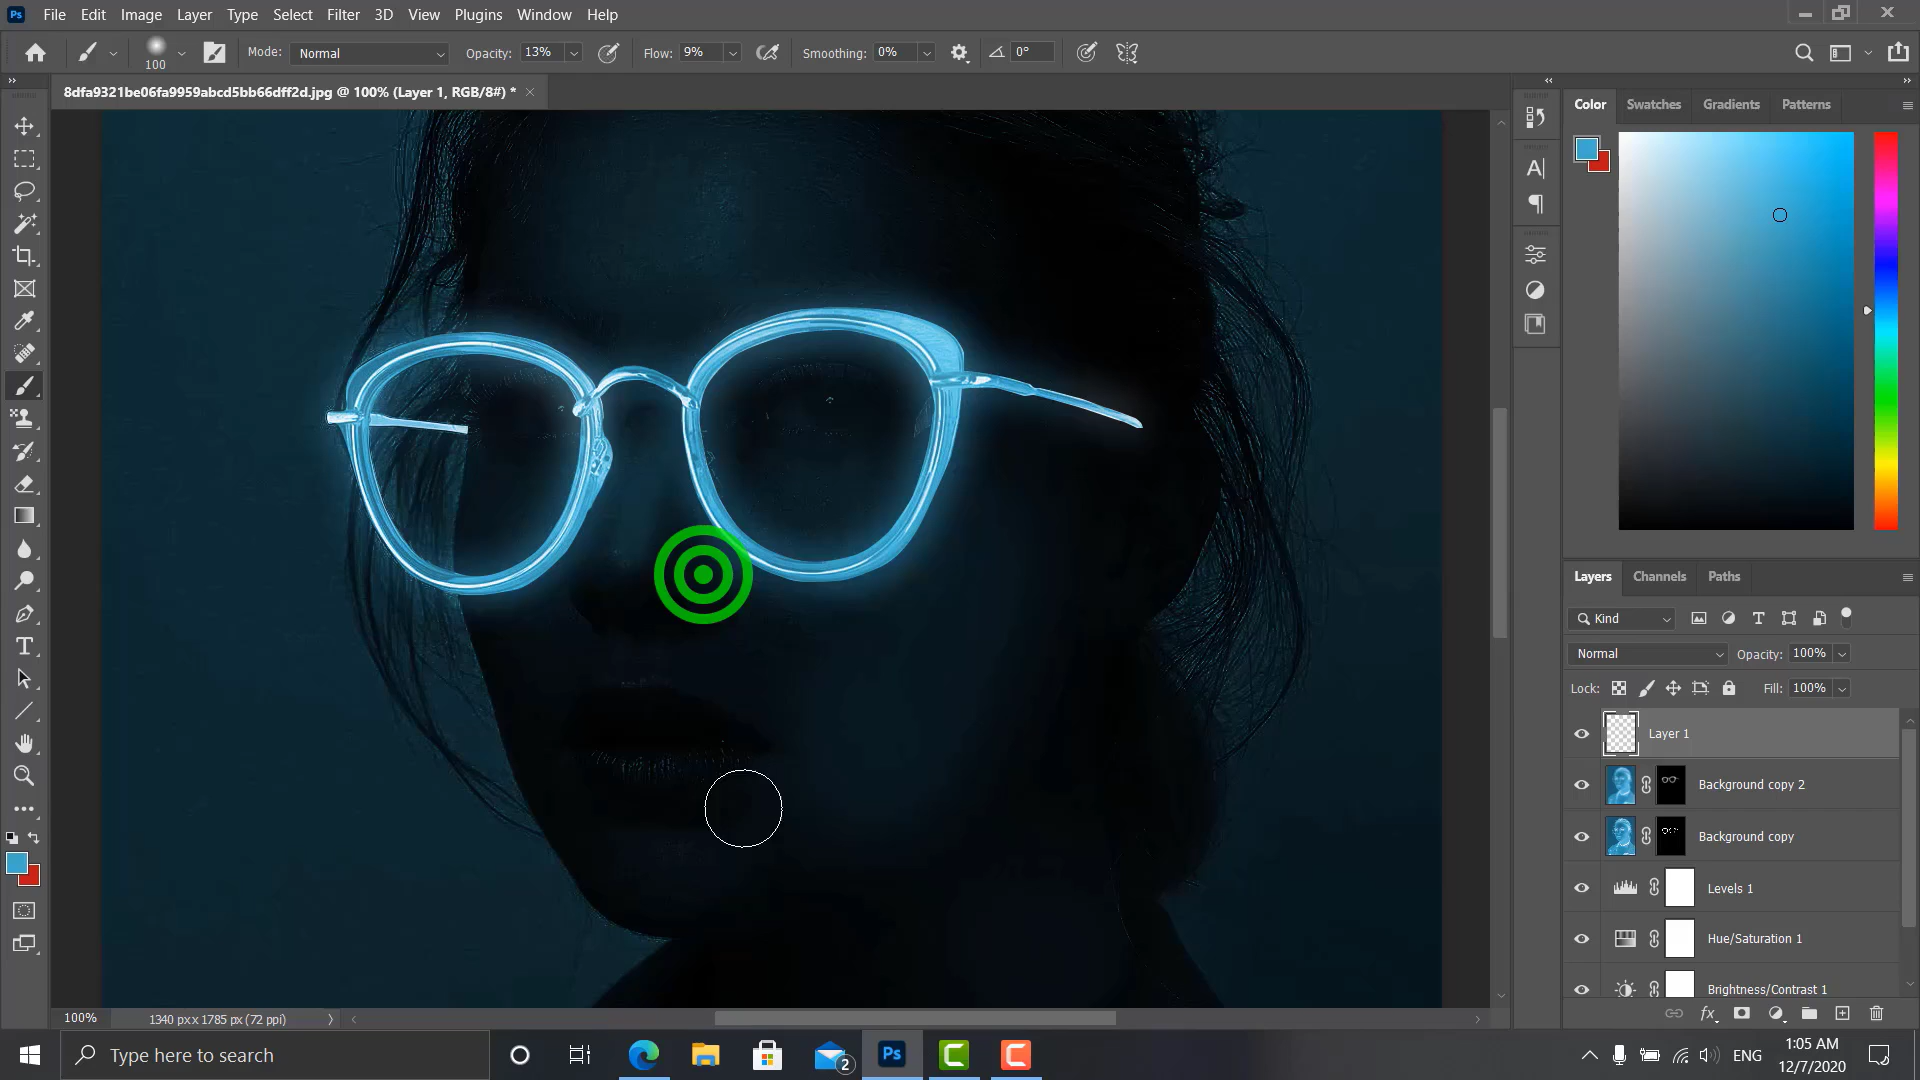 Ps File Edit Image Layer Type Select Filter 3D View Plugins Window Help
100 Mode: Normal Opacity: 13% Flow: 9% Smoothing: 0% 0°
8dfa9321be06fa9959abcd5bb66dff2d.jpg @ 100% (Layer 1, RGB/8#) *
Color Swatches Gradients Patterns
Layers Channels Paths
Kind
Normal Opacity: 100%
Lock: Fill: 100%
Layer 1
Background copy 2
Background copy
Levels 1
Hue/Saturation 1
Brightness/Contrast 1
100% 1340 px x 1785 px (72 ppi)
fx
Type here to search
2
Ps
ENG
1:05 AM
12/7/2020